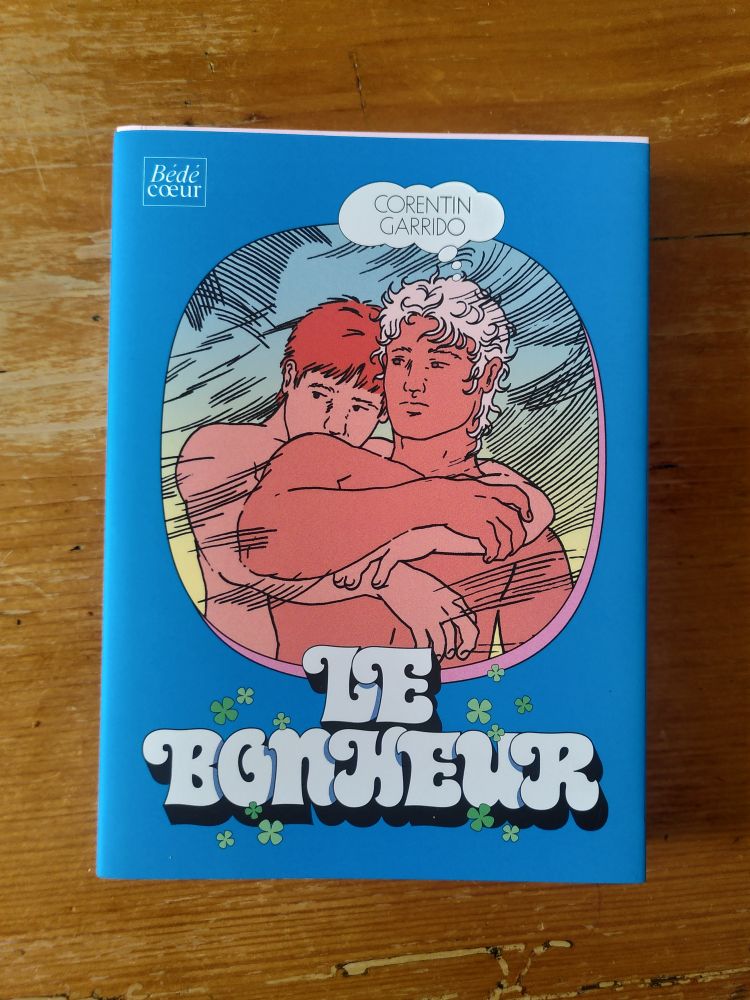 Bédé
cœur
CORENTIN
GARRIDO
LE
BONHEUR